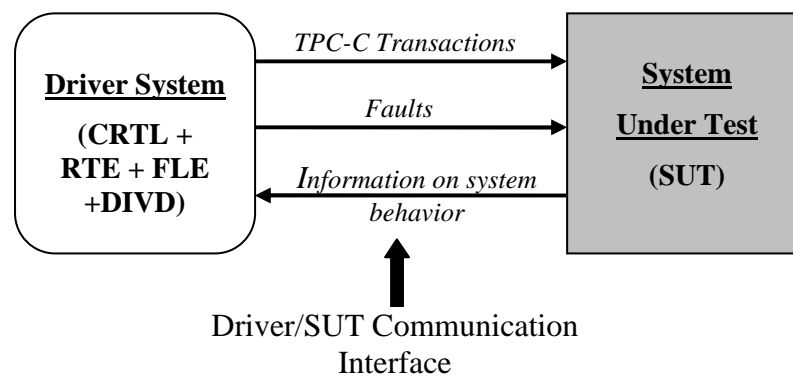 Driver System
(CRTL +
RTE + FLE
+DIVD)
TPC-C Transactions
Faults
Information on system
behavior
System
Under Test
(SUT)
Driver/SUT Communication
Interface